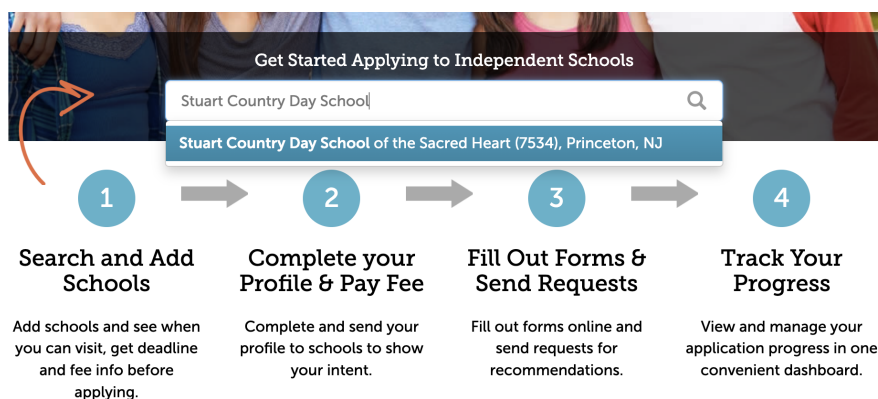 Get Started Applying to Independent Schools
Stuart Country Day School
Stuart Country Day School of the Sacred Heart (7534), Princeton, NJ
1
2
3
4
Search and Add
Schools
Add schools and see when
you can visit, get deadline
and fee info before
applying.
Complete your
Profile & Pay Fee
Complete and send your
profile to schools to show
your intent.
Fill Out Forms &
Send Requests
Fill out forms online and
send requests for
recommendations.
Track Your
Progress
View and manage your
application progress in one
convenient dashboard.